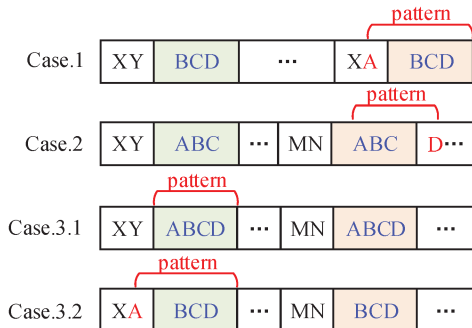 pattern
Case.1 XY BCD ... XA BCD
pattern
Case.2 XY ABC ... MN ABC D...
pattern
Case.3.1 XY ABCD ... MN ABCD ...
pattern
Case.3.2 XA BCD ... MN BCD ...